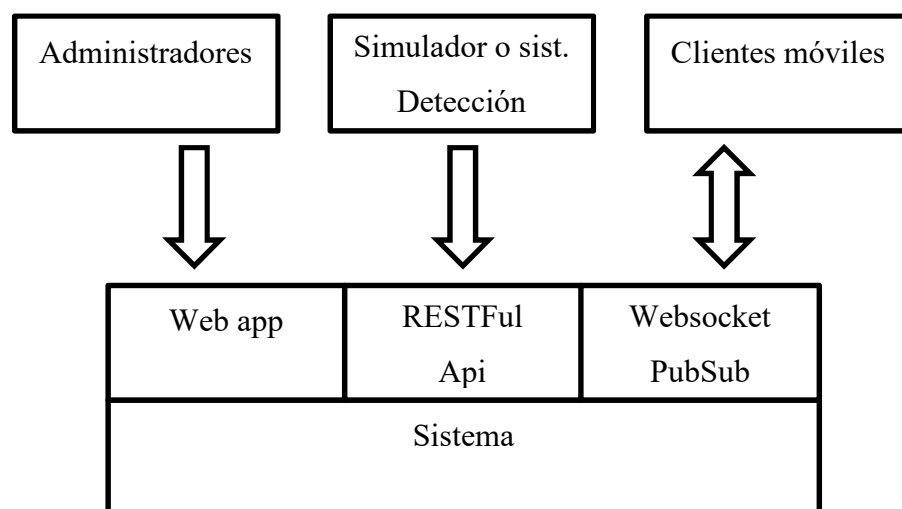 Administradores
Simulador o sist.
Detección
Clientes móviles
Web app
RESTFul
Api
Websocket
PubSub
Sistema